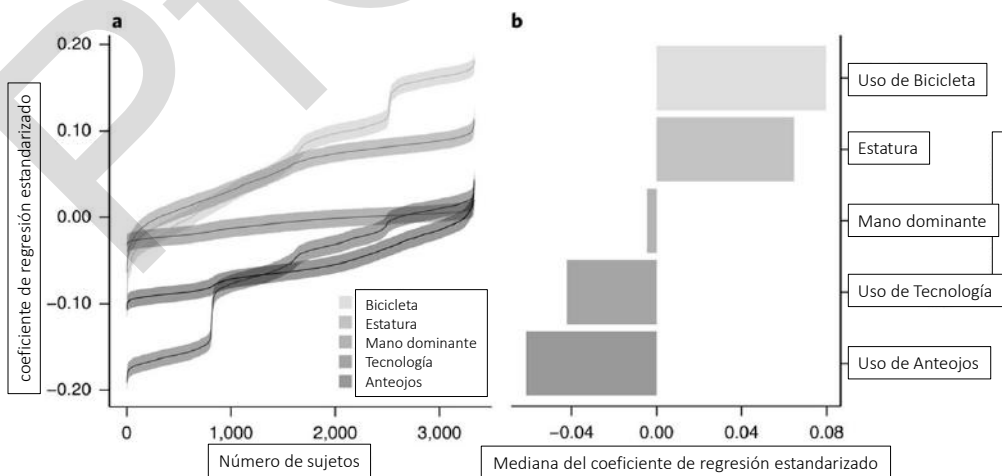 a
0.20
0.10
0.00
−0.10
−0.20
coeficiente de regresión estandarizado
0
1,000
2,000
3,000
Número de sujetos
Bicicleta
Estatura
Mano dominante
Tecnología
Anteojos
b
Uso de Bicicleta
Estatura
Mano dominante
Uso de Tecnología
Uso de Anteojos
−0.04
0.00
0.04
0.08
Mediana del coeficiente de regresión estandarizado